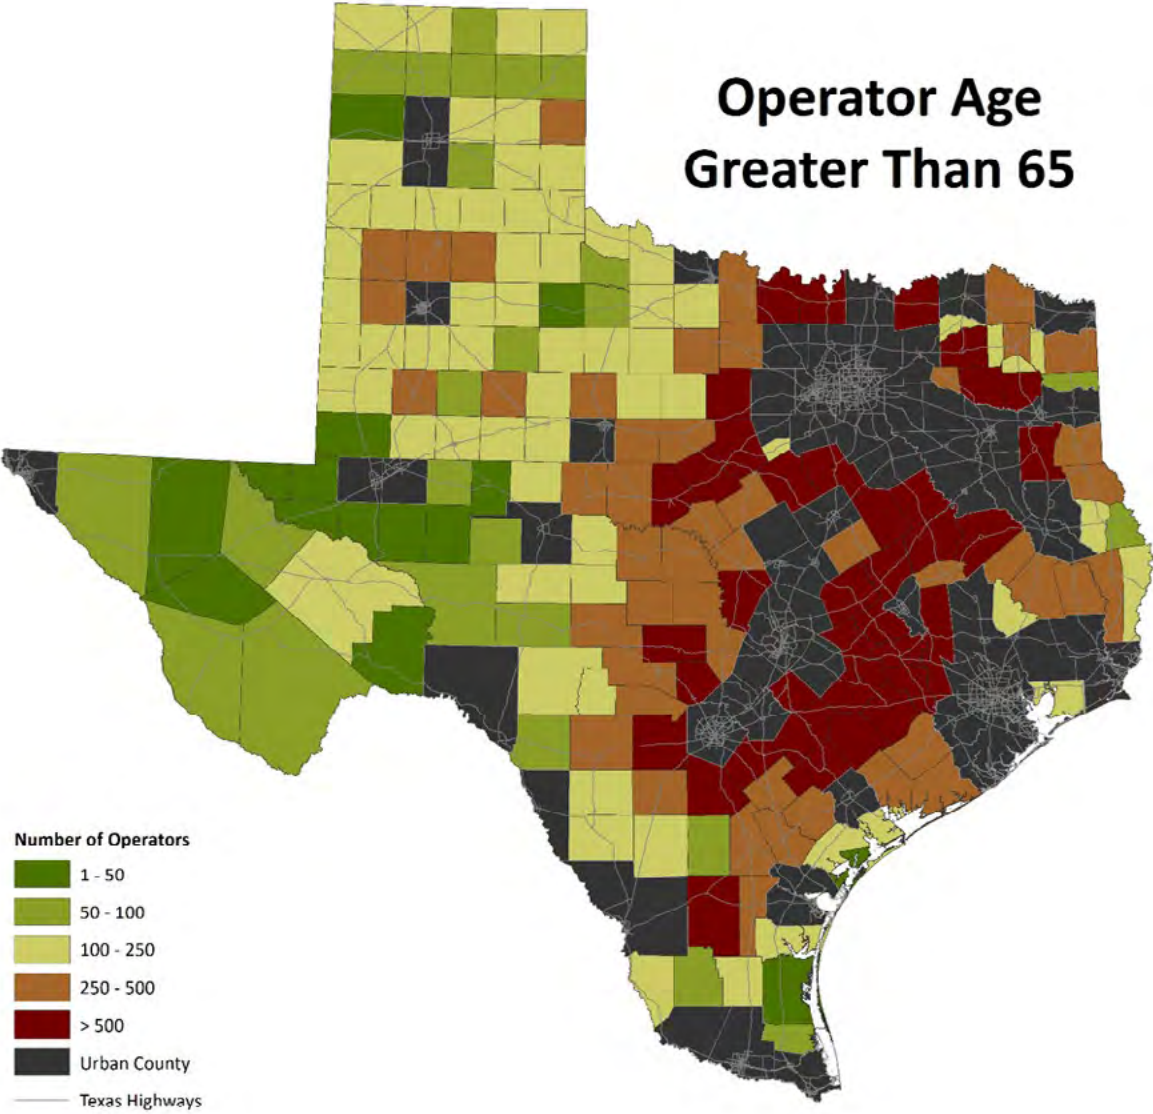 Operator Age
Greater Than 65
Number of Operators
1 - 50
50 - 100
100 - 250
250 - 500
> 500
Urban County
Texas Highways